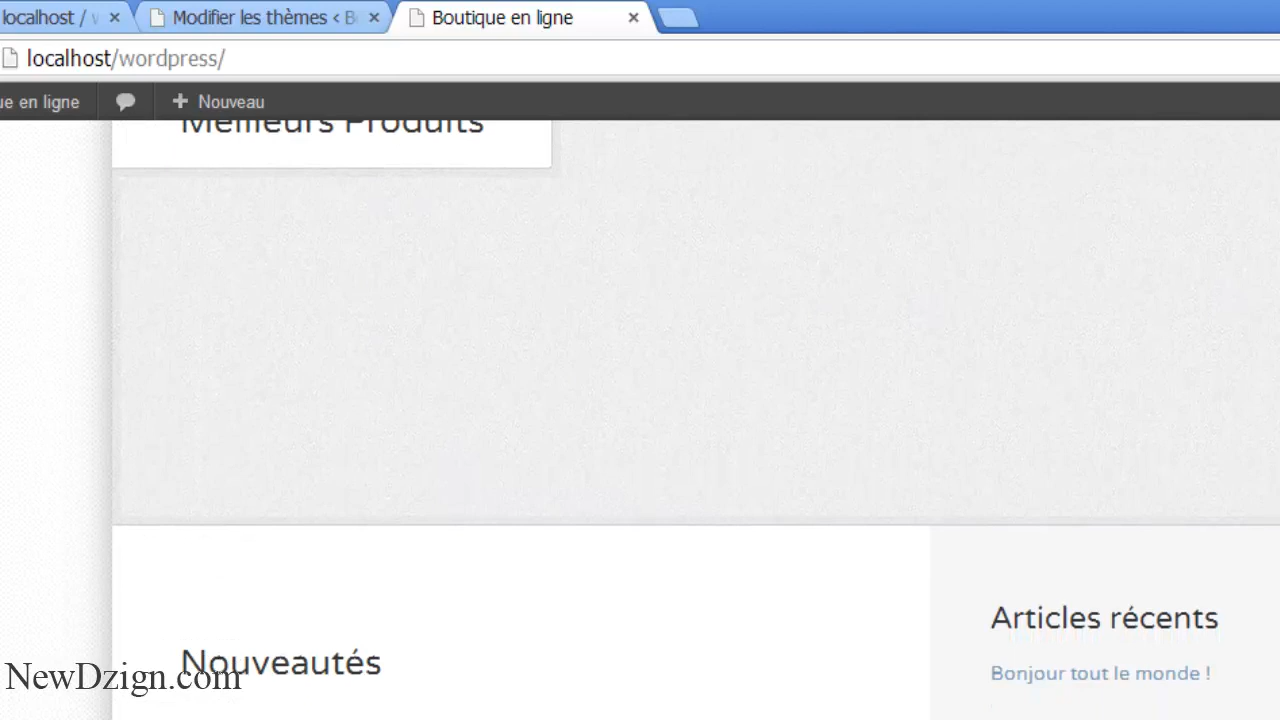 localhost /
Modifier les thèmes ‹ B
Boutique en ligne
localhost/wordpress/
ue en ligne
Nouveau
Meilleurs Produits
Articles récents
Nouveautés
Bonjour tout le monde !
NewDzign.com